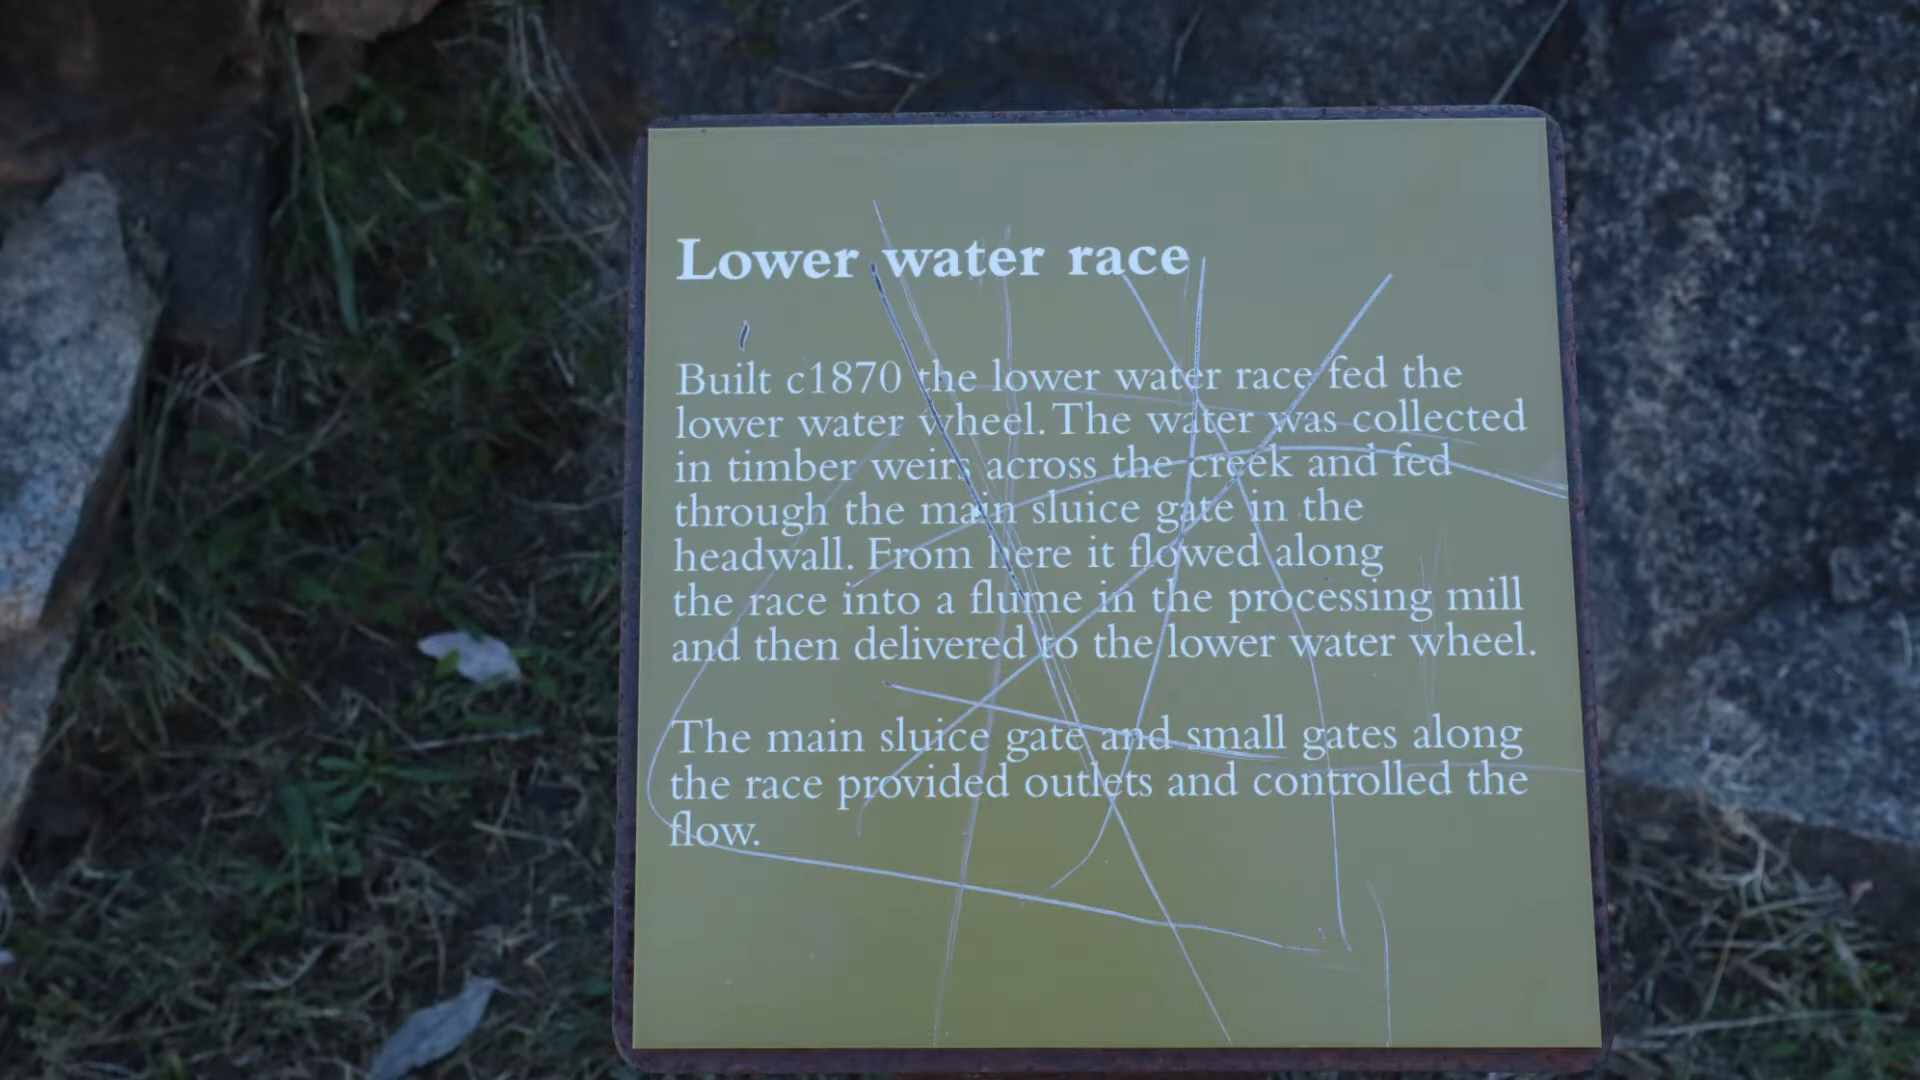 Lower water race
Built c1870 the lower water race fed the
lower water wheel. The water was collected
in timber weirs across the creek and fed
through the main sluice gate in the
headwall. From here it flowed along
the race into a flume in the processing mill
and then delivered to the lower water wheel.
The main sluice gate and small gates along
the race provided outlets and controlled the
flow.